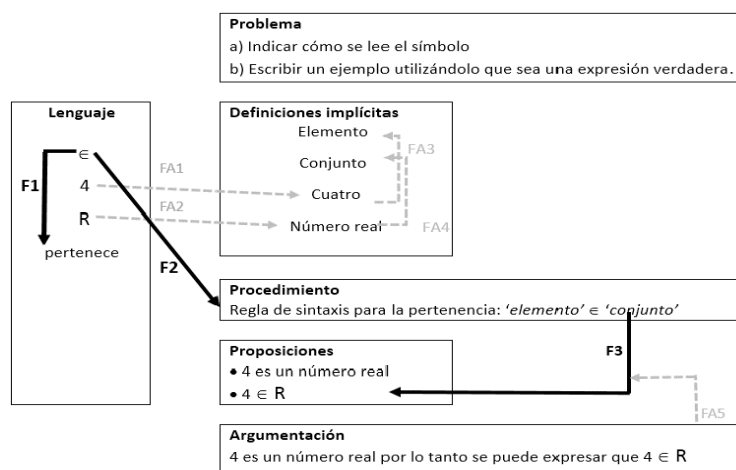 Problema
a) Indicar cómo se lee el símbolo
b) Escribir un ejemplo utilizándolo que sea una expresión verdadera.
Lenguaje
∈
4
R
pertenece
F1
F2
FA1
FA2
Definiciones implícitas
Elemento
Conjunto
Cuatro
Número real
FA3
FA4
Procedimiento
Regla de sintaxis para la pertenencia: ‘elemento’ ∈ ‘conjunto’
F3
Proposiciones
• 4 es un número real
• 4 ∈ R
FA5
Argumentación
4 es un número real por lo tanto se puede expresar que 4 ∈ R